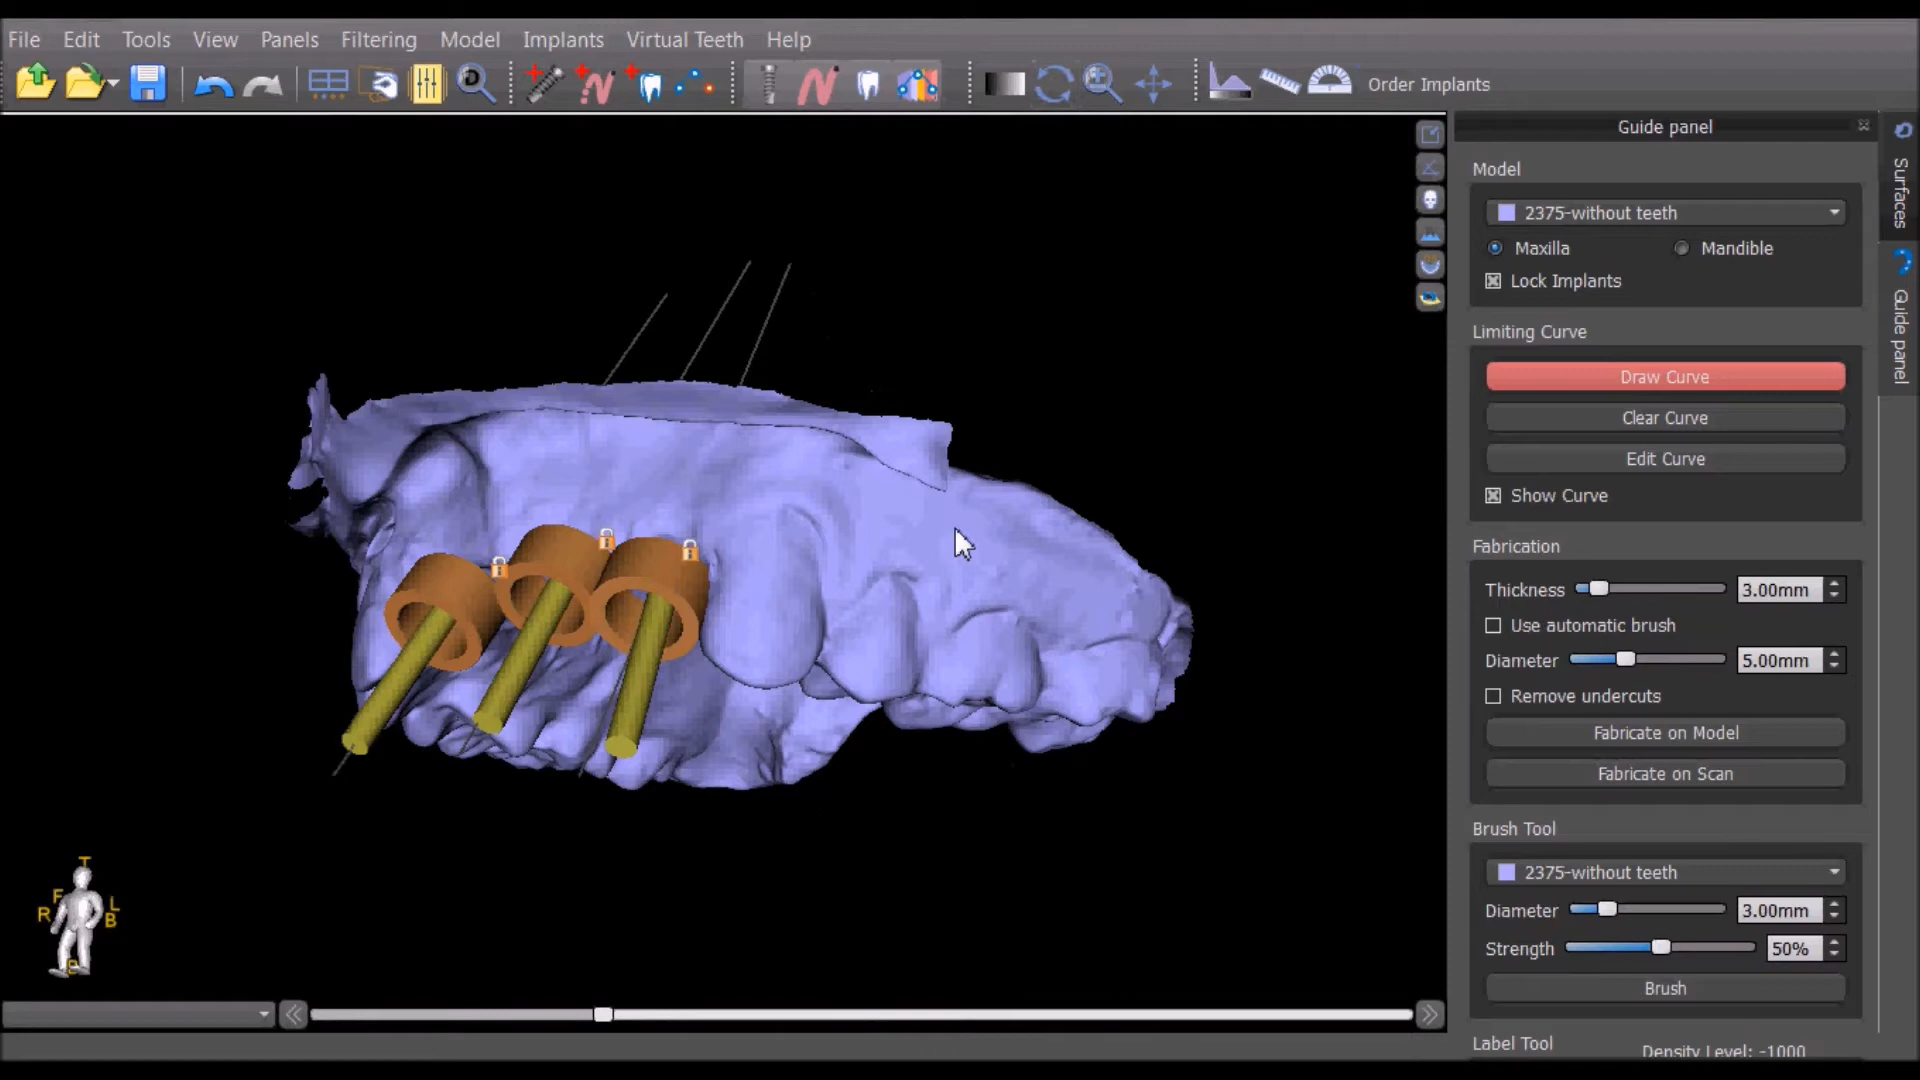 File Edit Tools View Panels Filtering Model Implants Virtual Teeth Help
Order Implants
Guide panel
Model
2375-without teeth
Maxilla Mandible
Lock Implants
Limiting Curve
Draw Curve
Clear Curve
Edit Curve
Show Curve
Fabrication
Thickness 3.00mm
Use automatic brush
Diameter 5.00mm
Remove undercuts
Fabricate on Model
Fabricate on Scan
Brush Tool
2375-without teeth
Diameter 3.00mm
Strength 50%
Brush
Label Tool
Density Level: -1000
Surfaces
Guide panel
T
F
R
L
B